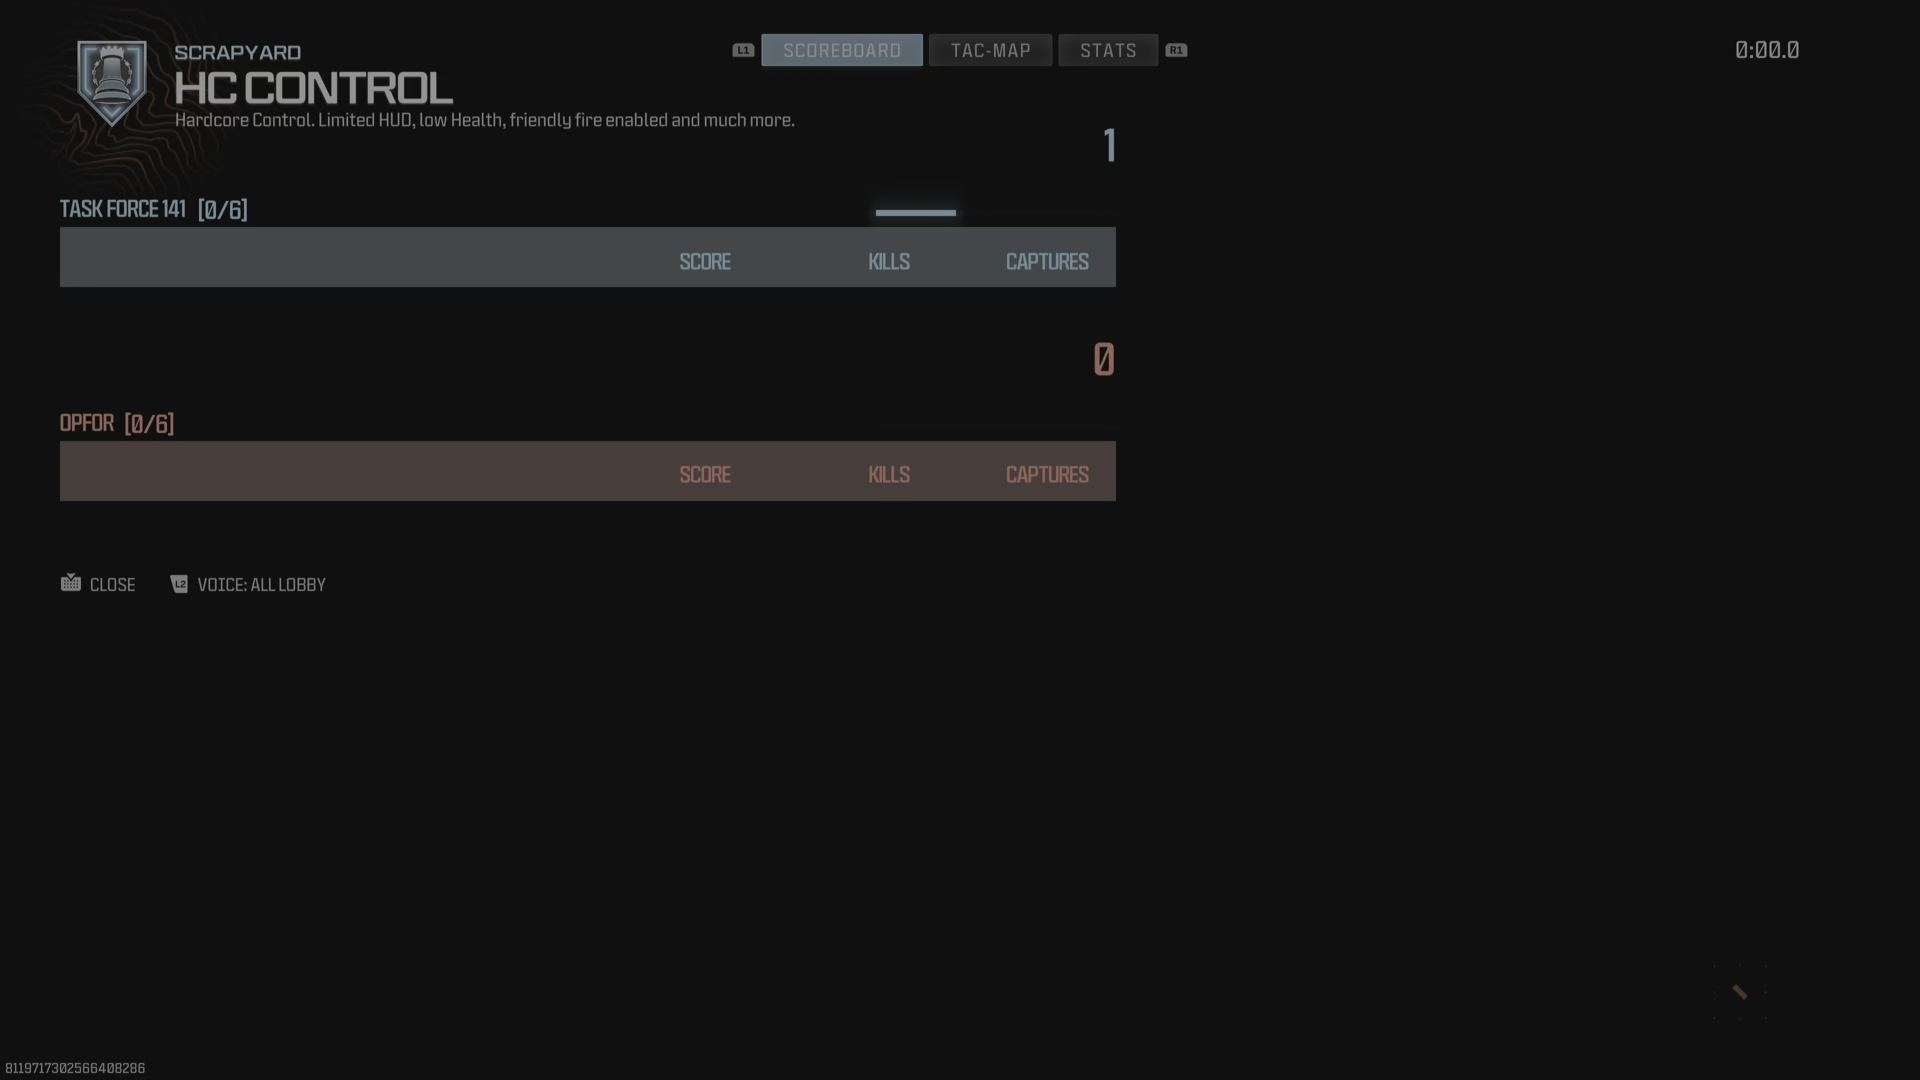 SCRAPYARD
HC CONTROL
Hardcore Control. Limited HUD, low Health, friendly fire enabled and much more.
L1 SCOREBOARD TAC-MAP STATS R1
0:00.0
1
TASK FORCE 141 [0/6]
SCORE KILLS CAPTURES
0
OPFOR [0/6]
SCORE KILLS CAPTURES
CLOSE L2 VOICE: ALL LOBBY
8119717302566408286